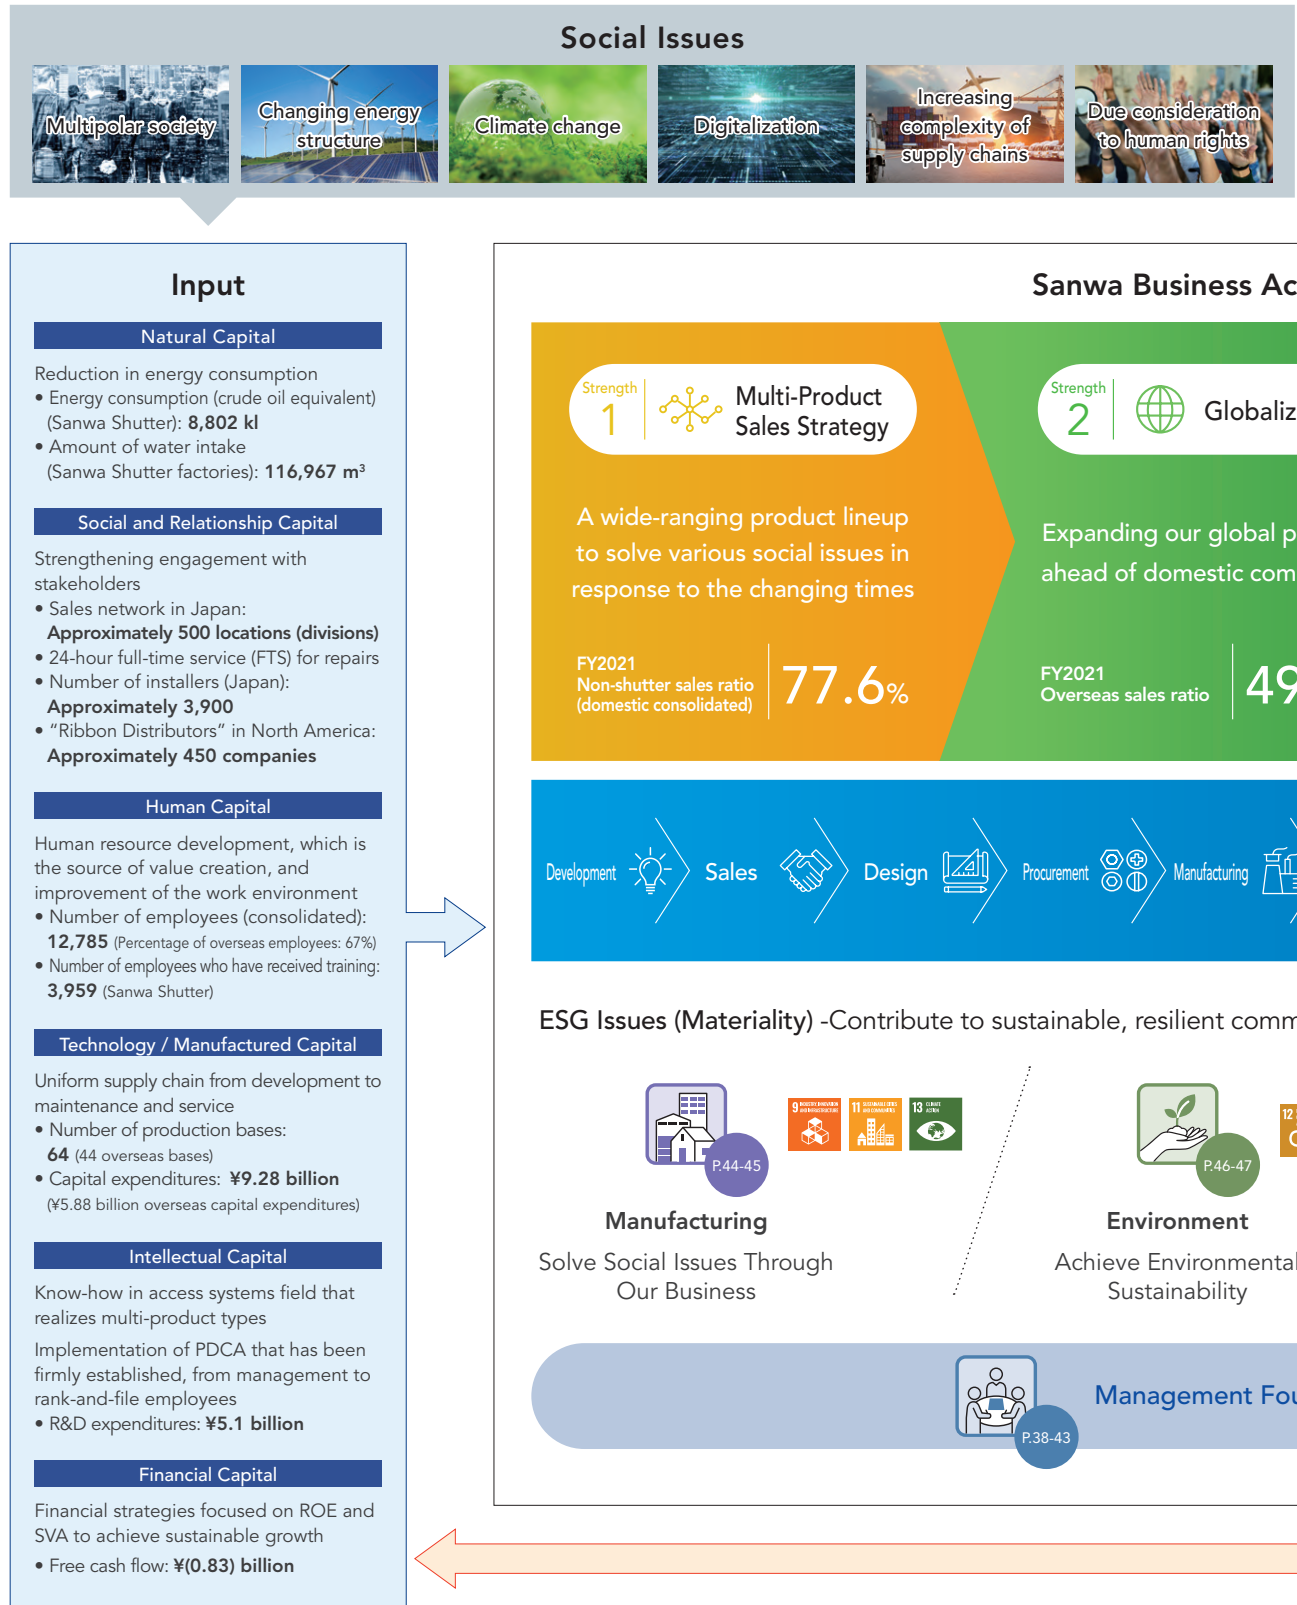 Social Issues
Multipolar society
Changing energy
structure
Climate change
Digitalization
Increasing
complexity of
supply chains
Due consideration
to human rights
Input
Natural Capital
Reduction in energy consumption
• Energy consumption (crude oil equivalent)
(Sanwa Shutter): 8,802 kl
• Amount of water intake
(Sanwa Shutter factories): 116,967 m³
Social and Relationship Capital
Strengthening engagement with
stakeholders
• Sales network in Japan:
Approximately 500 locations (divisions)
• 24-hour full-time service (FTS) for repairs
• Number of installers (Japan):
Approximately 3,900
• “Ribbon Distributors” in North America:
Approximately 450 companies
Human Capital
Human resource development, which is
the source of value creation, and
improvement of the work environment
• Number of employees (consolidated):
12,785 (Percentage of overseas employees: 67%)
• Number of employees who have received training:
3,959 (Sanwa Shutter)
Technology / Manufactured Capital
Uniform supply chain from development to
maintenance and service
• Number of production bases:
64 (44 overseas bases)
• Capital expenditures: ¥9.28 billion
(¥5.88 billion overseas capital expenditures)
Intellectual Capital
Know-how in access systems field that
realizes multi-product types
Implementation of PDCA that has been
firmly established, from management to
rank-and-file employees
• R&D expenditures: ¥5.1 billion
Financial Capital
Financial strategies focused on ROE and
SVA to achieve sustainable growth
• Free cash flow: ¥(0.83) billion
Sanwa Business Ac
Strength
1
Multi-Product
Sales Strategy
A wide-ranging product lineup
to solve various social issues in
response to the changing times
FY2021
Non-shutter sales ratio
(domestic consolidated)
77.6%
Strength
2
Globaliz
Expanding our global p
ahead of domestic com
FY2021
Overseas sales ratio
49
Development
Sales
Design
Procurement
Manufacturing
ESG Issues (Materiality) -Contribute to sustainable, resilient comm
P.44-45
9 INDUSTRY, INNOVATION
AND INFRASTRUCTURE
11 SUSTAINABLE CITIES
AND COMMUNITIES
13 CLIMATE
ACTION
Manufacturing
Solve Social Issues Through
Our Business
P.46-47
12
Environment
Achieve Environmental
Sustainability
P.38-43
Management Fou